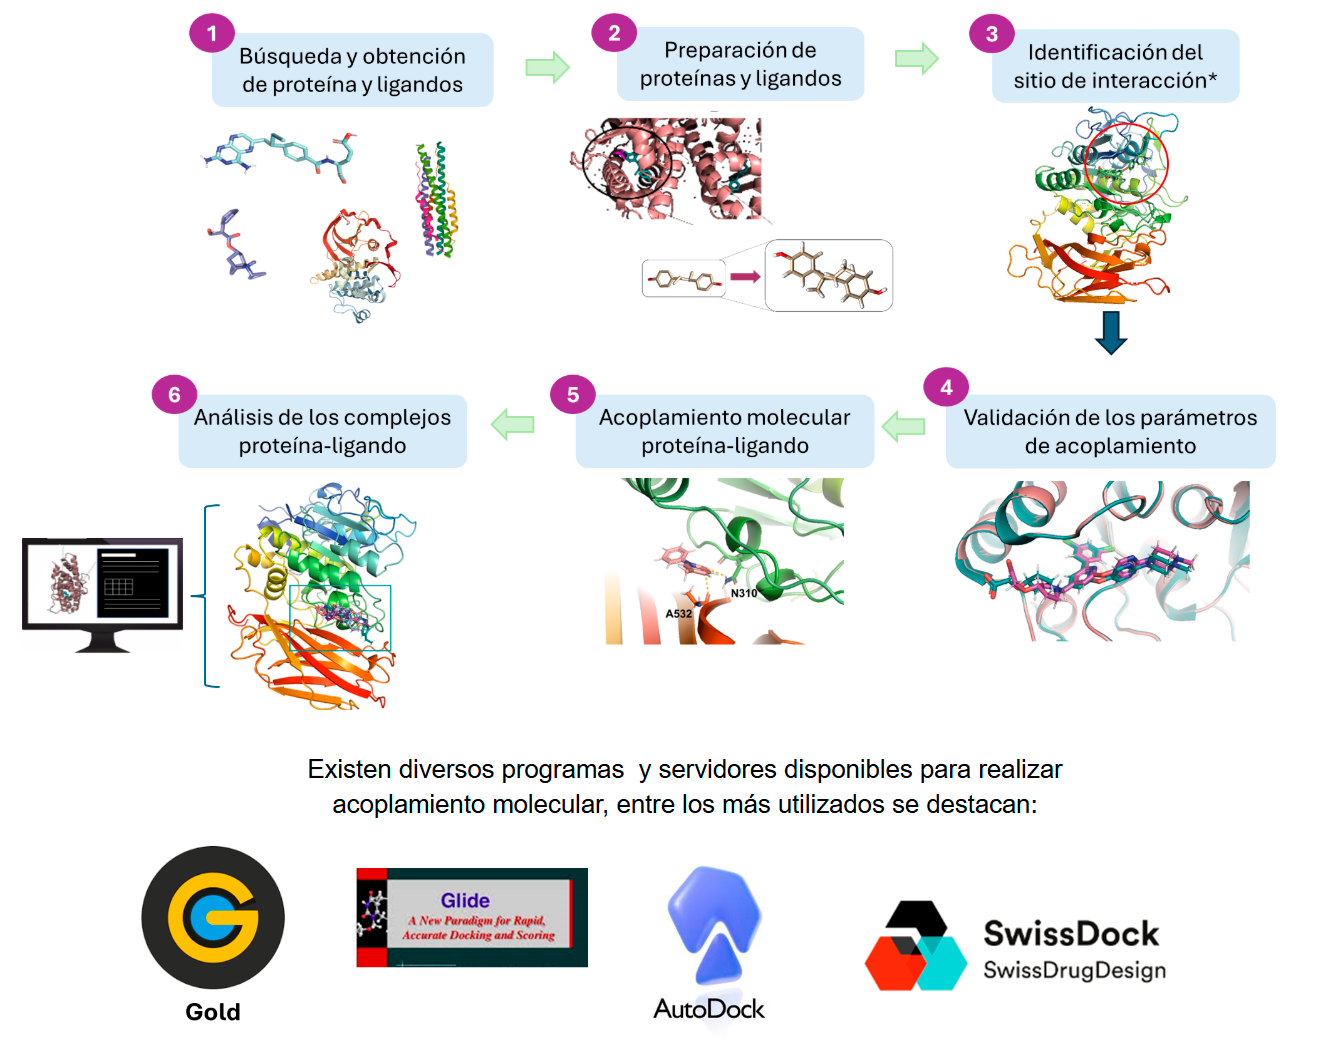 1
Búsqueda y obtención
de proteína y ligandos
2
Preparación de
proteínas y ligandos
3
Identificación del
sitio de interacción*
4
Validación de los parámetros
de acoplamiento
5
Acoplamiento molecular
proteína-ligando
N310
A532
6
Análisis de los complejos
proteína-ligando
Existen diversos programas y servidores disponibles para realizar
acoplamiento molecular, entre los más utilizados se destacan:
Gold
Glide
A New Paradigm for Rapid,
Accurate Docking and Scoring
AutoDock
SwissDock
SwissDrugDesign